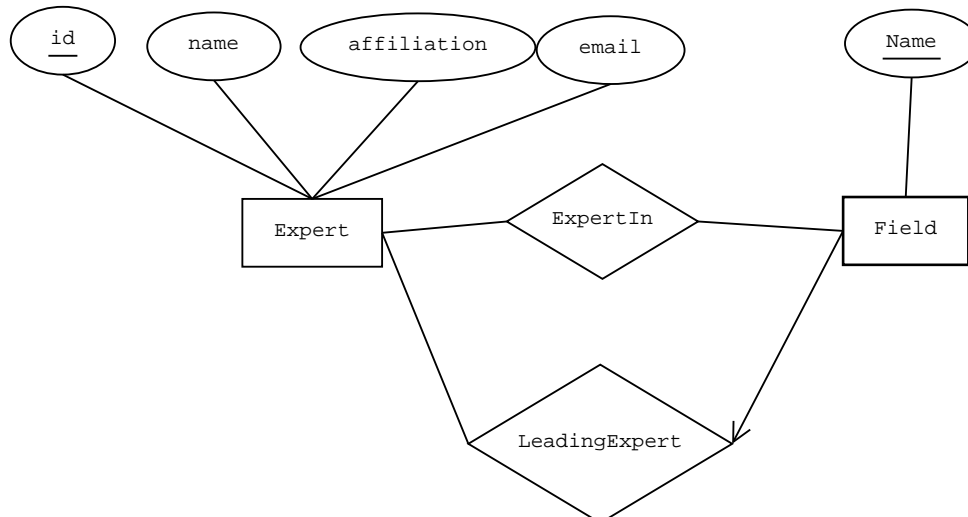 id
name
affiliation
email
Name
Expert
ExpertIn
Field
LeadingExpert